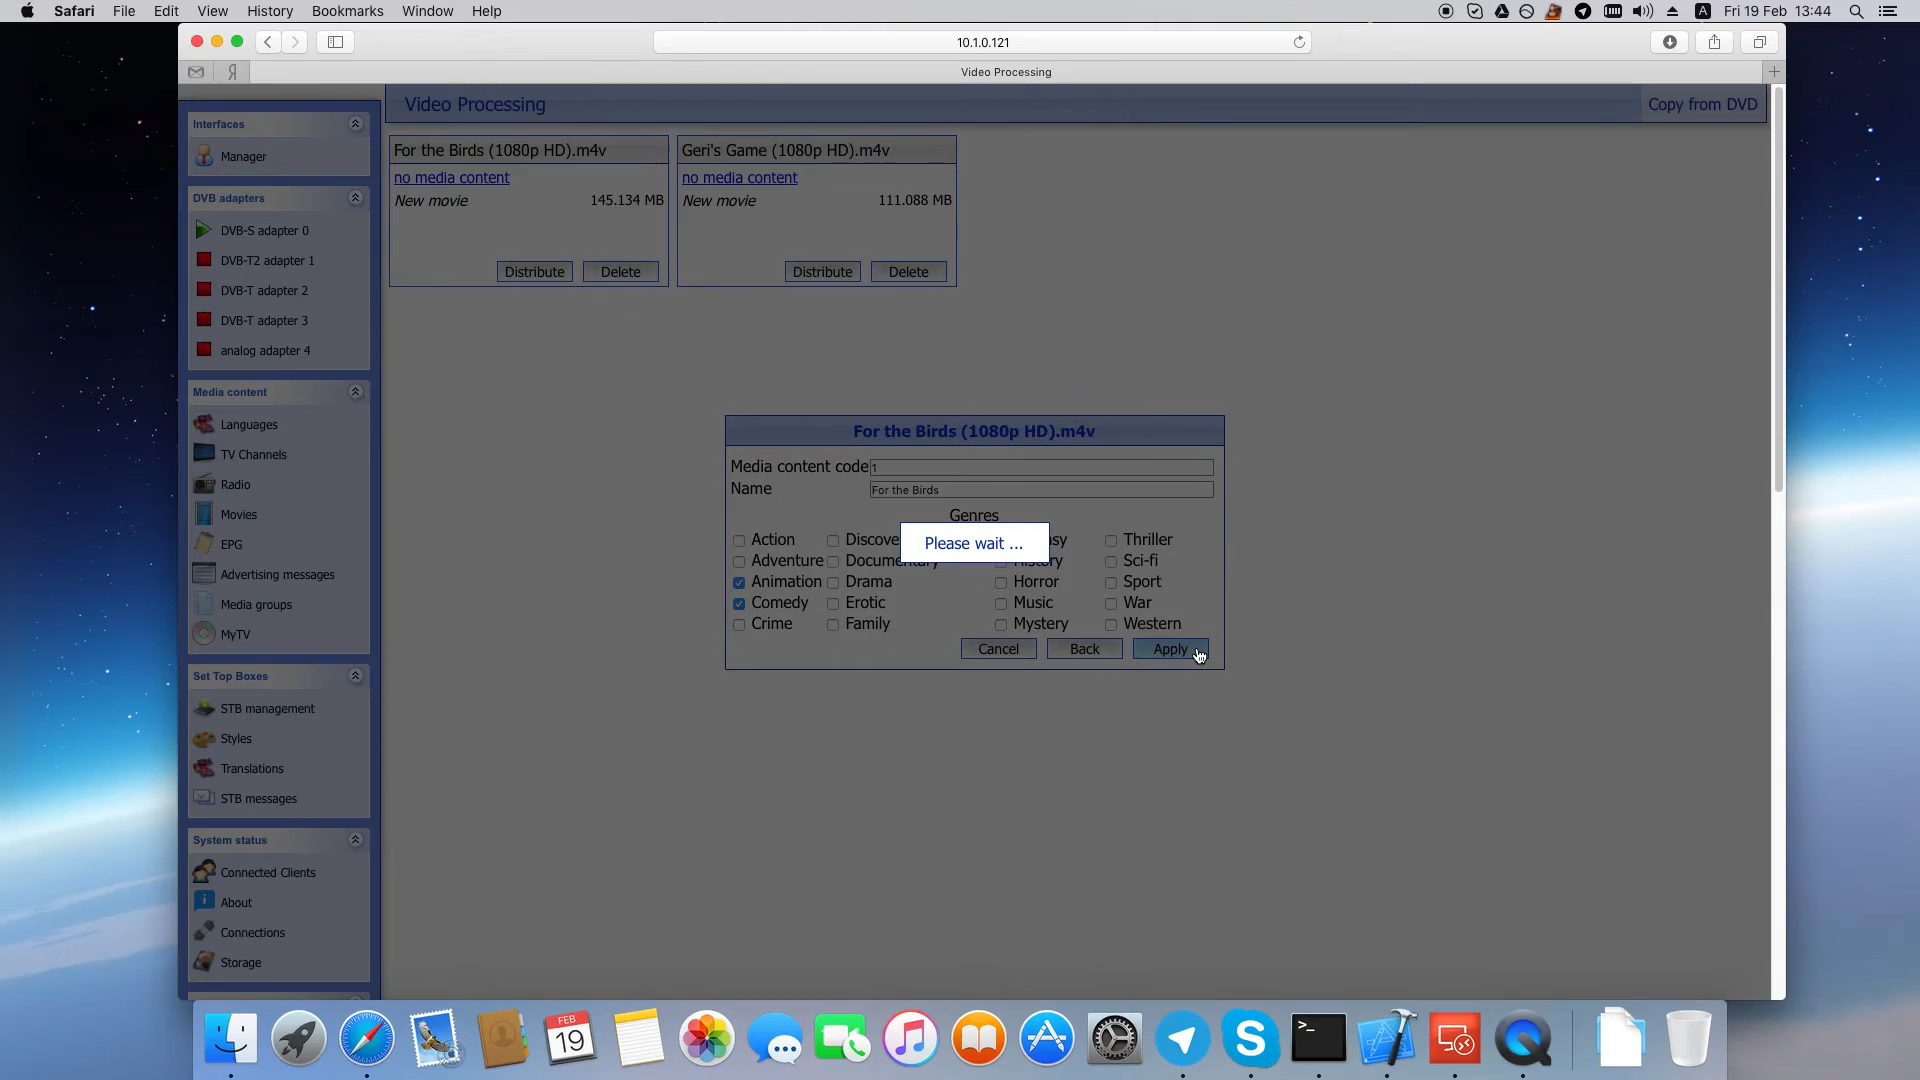 Safari File Edit View History Bookmarks Window Help
A Fri 19 Feb 13:44
10.1.0.121
Я Video Processing
Video Processing Copy from DVD
Interfaces
Manager
DVB adapters
DVB-S adapter 0
DVB-T2 adapter 1
DVB-T adapter 2
DVB-T adapter 3
analog adapter 4
Media content
Languages
TV Channels
Radio
Movies
EPG
Advertising messages
Media groups
MyTV
Set Top Boxes
STB management
Styles
Translations
STB messages
System status
Connected Clients
About
Connections
Storage
For the Birds (1080p HD).m4v
no media content
New movie 145.134 MB
Distribute Delete
Geri's Game (1080p HD).m4v
no media content
New movie 111.088 MB
Distribute Delete
For the Birds (1080p HD).m4v
Media content code 1
Name For the Birds
Genres
Please wait ...
Action Thriller
Adventure Sci-fi
Animation Drama Horror Sport
Comedy Erotic Music War
Crime Family Mystery Western
Cancel Back Apply
FEB
19